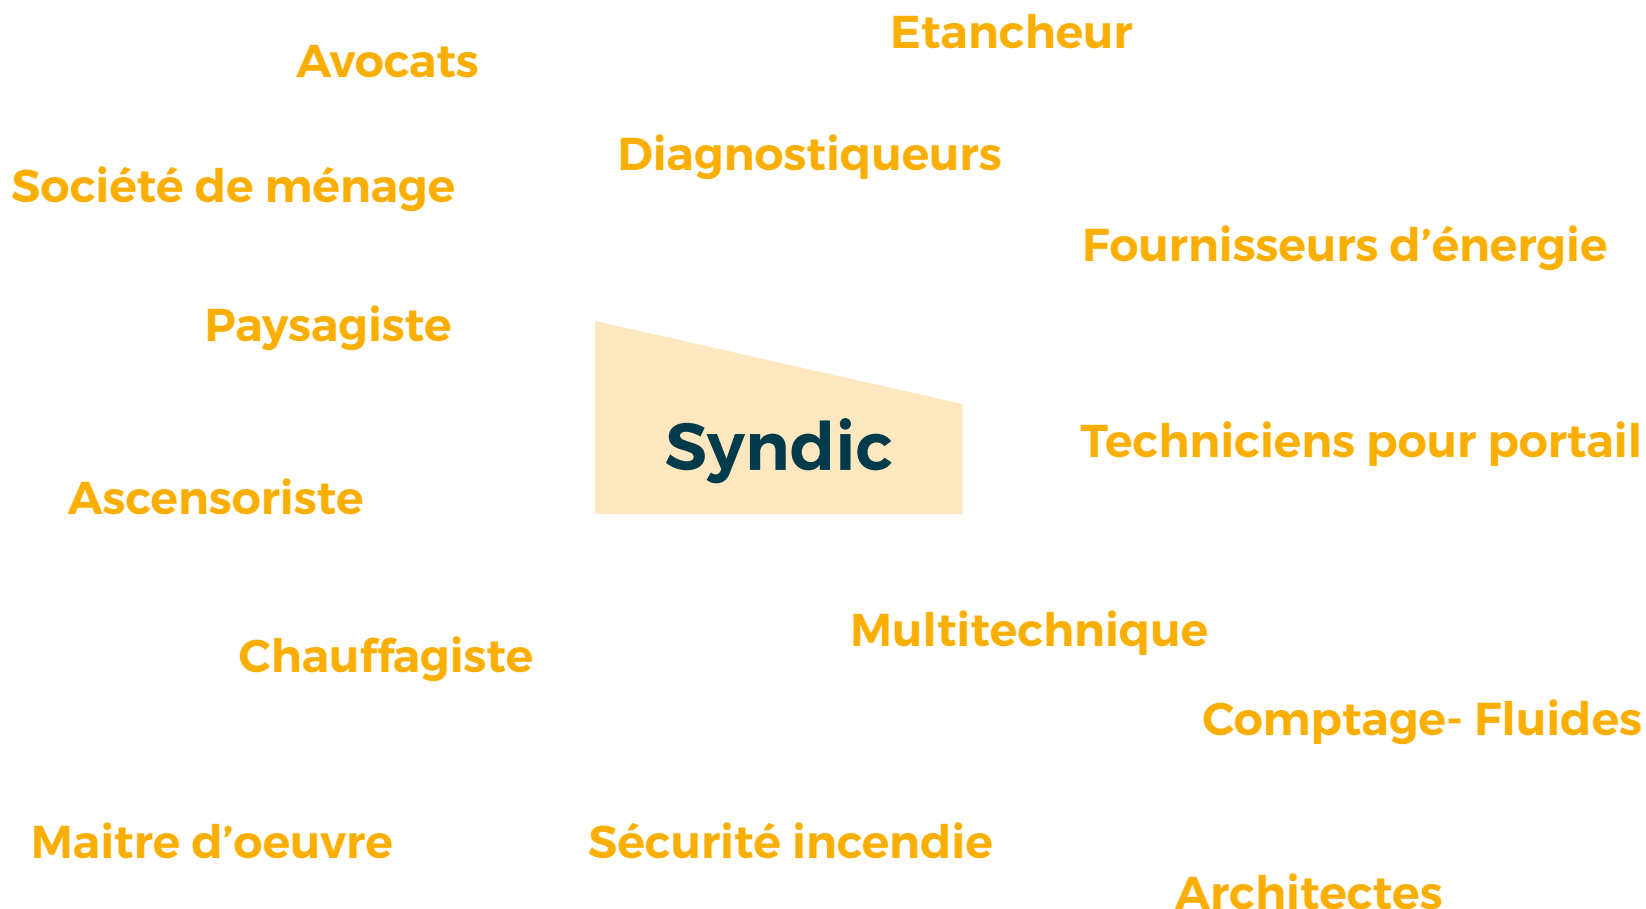 Etancheur
Avocats
Diagnostiqueurs
Société de ménage
Fournisseurs d’énergie
Paysagiste
Syndic
Techniciens pour portail
Ascensoriste
Multitechnique
Chauffagiste
Comptage- Fluides
Maitre d’oeuvre
Sécurité incendie
Architectes